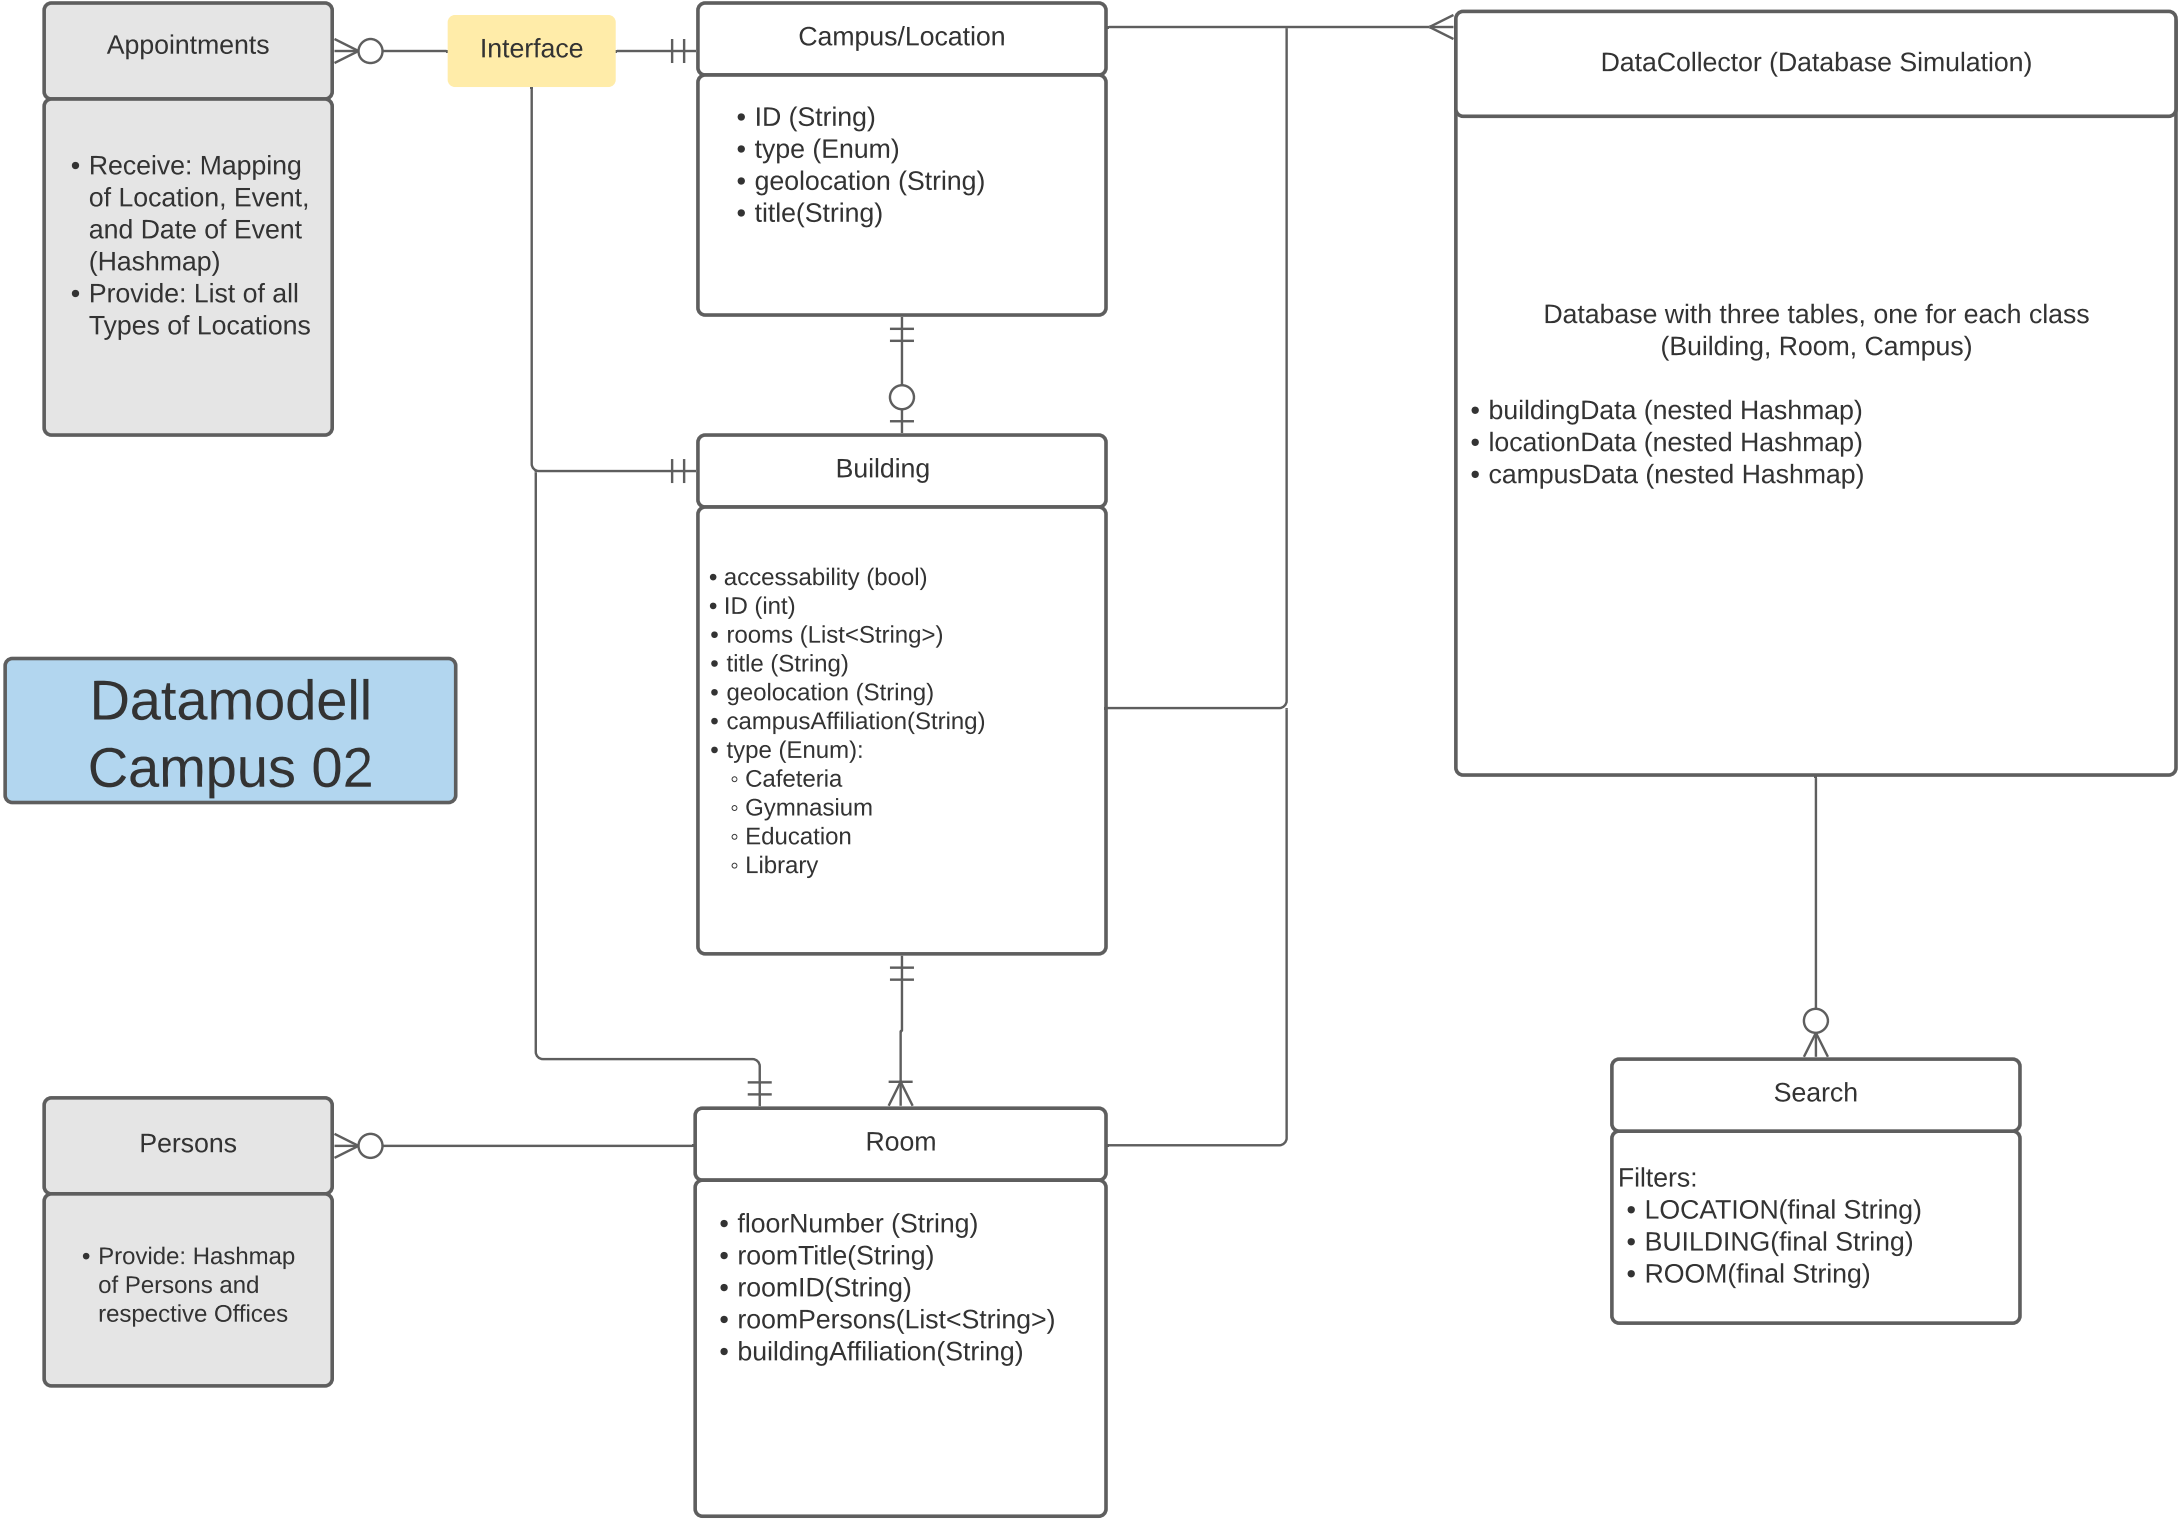 Appointments
• Receive: Mapping
of Location, Event,
and Date of Event
(Hashmap)
• Provide: List of all
Types of Locations
Interface
Campus/Location
• ID (String)
• type (Enum)
• geolocation (String)
• title(String)
DataCollector (Database Simulation)
Database with three tables, one for each class
(Building, Room, Campus)
• buildingData (nested Hashmap)
• locationData (nested Hashmap)
• campusData (nested Hashmap)
Building
• accessability (bool)
• ID (int)
• rooms (List<String>)
• title (String)
• geolocation (String)
• campusAffiliation(String)
• type (Enum):
◦ Cafeteria
◦ Gymnasium
◦ Education
◦ Library
Datamodell
Campus 02
Persons
• Provide: Hashmap
of Persons and
respective Offices
Room
• floorNumber (String)
• roomTitle(String)
• roomID(String)
• roomPersons(List<String>)
• buildingAffiliation(String)
Search
Filters:
• LOCATION(final String)
• BUILDING(final String)
• ROOM(final String)